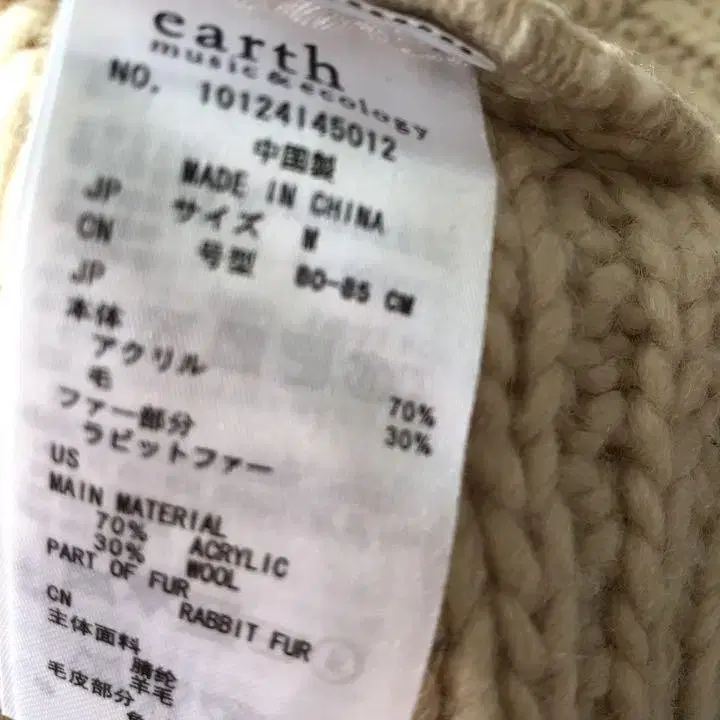 earth
music & ecology
NO. 10124145012
中国製
MADE IN CHINA
JP サイズ M
CN 号型 80-85 CM
JP
本体
アクリル 70%
毛 30%
ファー部分
ラビットファー
US
MAIN MATERIAL
70% ACRYLIC
30% WOOL
PART OF FUR
RABBIT FUR
CN
主体面料
腈纶
羊毛
毛皮部分